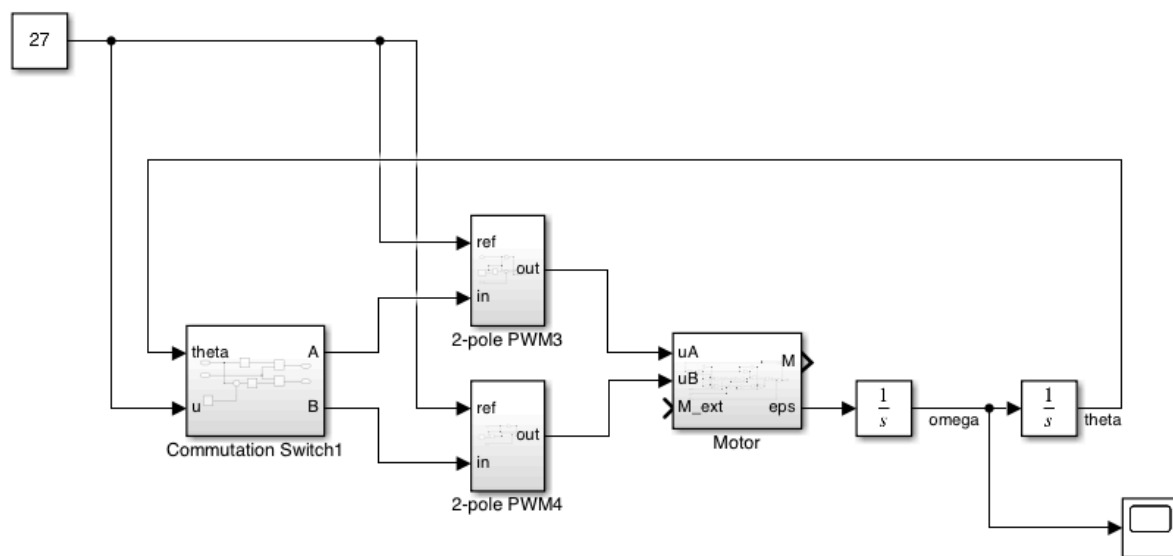 27
ref
out
in
2-pole PWM3
theta
A
u
B
Commutation Switch1
ref
out
in
2-pole PWM4
uA
M
uB
M_ext
eps
Motor
1
s
omega
1
s
theta